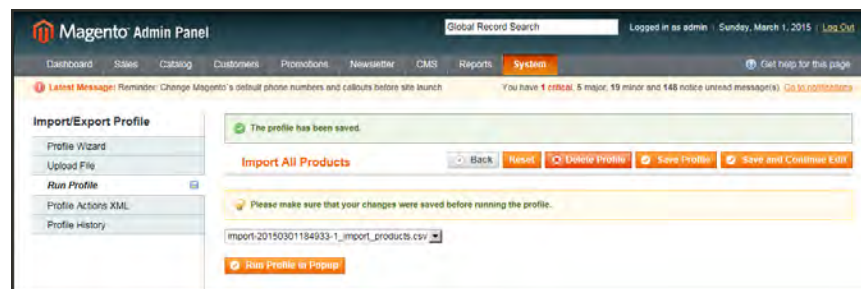 Magento Admin Panel
Global Record Search
Logged in as admin | Sunday, March 1, 2015 | Log Out
Dashboard Sales Catalog Customers Promotions Newsletter CMS Reports System
Get help for this page
Latest Message: Reminder: Change Magento`s default phone numbers and callouts before site launch
You have 1 critical, 5 major, 19 minor and 148 notice unread message(s). Go to notifications
Import/Export Profile
The profile has been saved.
Profile Wizard
Import All Products
Back Reset Delete Profile Save Profile Save and Continue Edit
Upload File
Run Profile
Profile Actions XML
Please make sure that your changes were saved before running the profile.
Profile History
import-20150301184933-1_import_products.csv
Run Profile in Popup